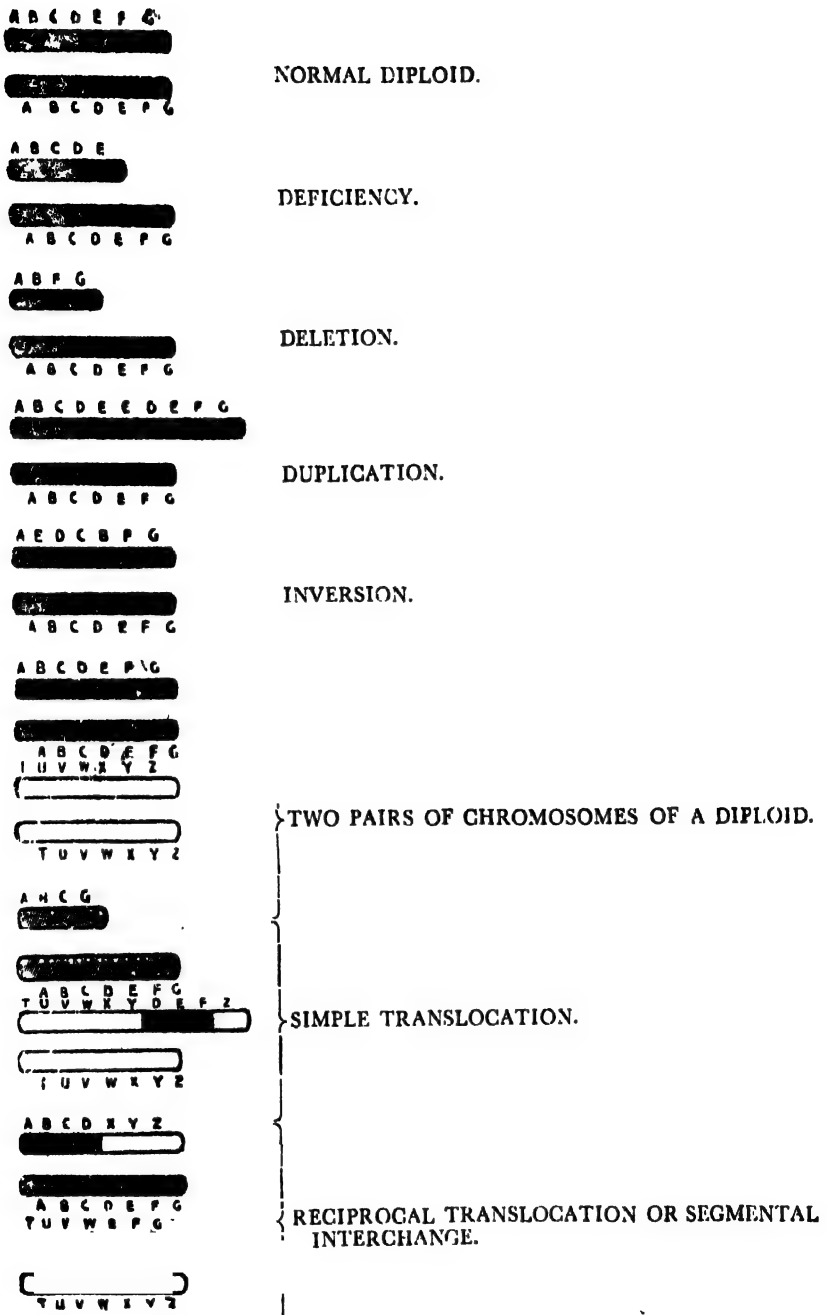 A B C D E F G
NORMAL DIPLOID.
A B C D E F G
A B C D E
DEFICIENCY.
A B C D E F G
A B F G
DELETION.
A B C D E F G
A B C D E C D E F G
DUPLICATION.
A B C D E F G
A E D C B F G
INVERSION.
A B C D E F G
A B C D E F G
A B C D E F G
U V W X Y Z
TWO PAIRS OF CHROMOSOMES OF A DIPLOID.
T U V W X Y Z
A B C G
A B C D E F G
T U V W X Y D E F Z
SIMPLE TRANSLOCATION.
U V W X Y Z
A B C D X Y Z
A B C D E F G
T U V W E F G
RECIPROCAL TRANSLOCATION OR SEGMENTAL
INTERCHANGE.
T U V W X Y Z